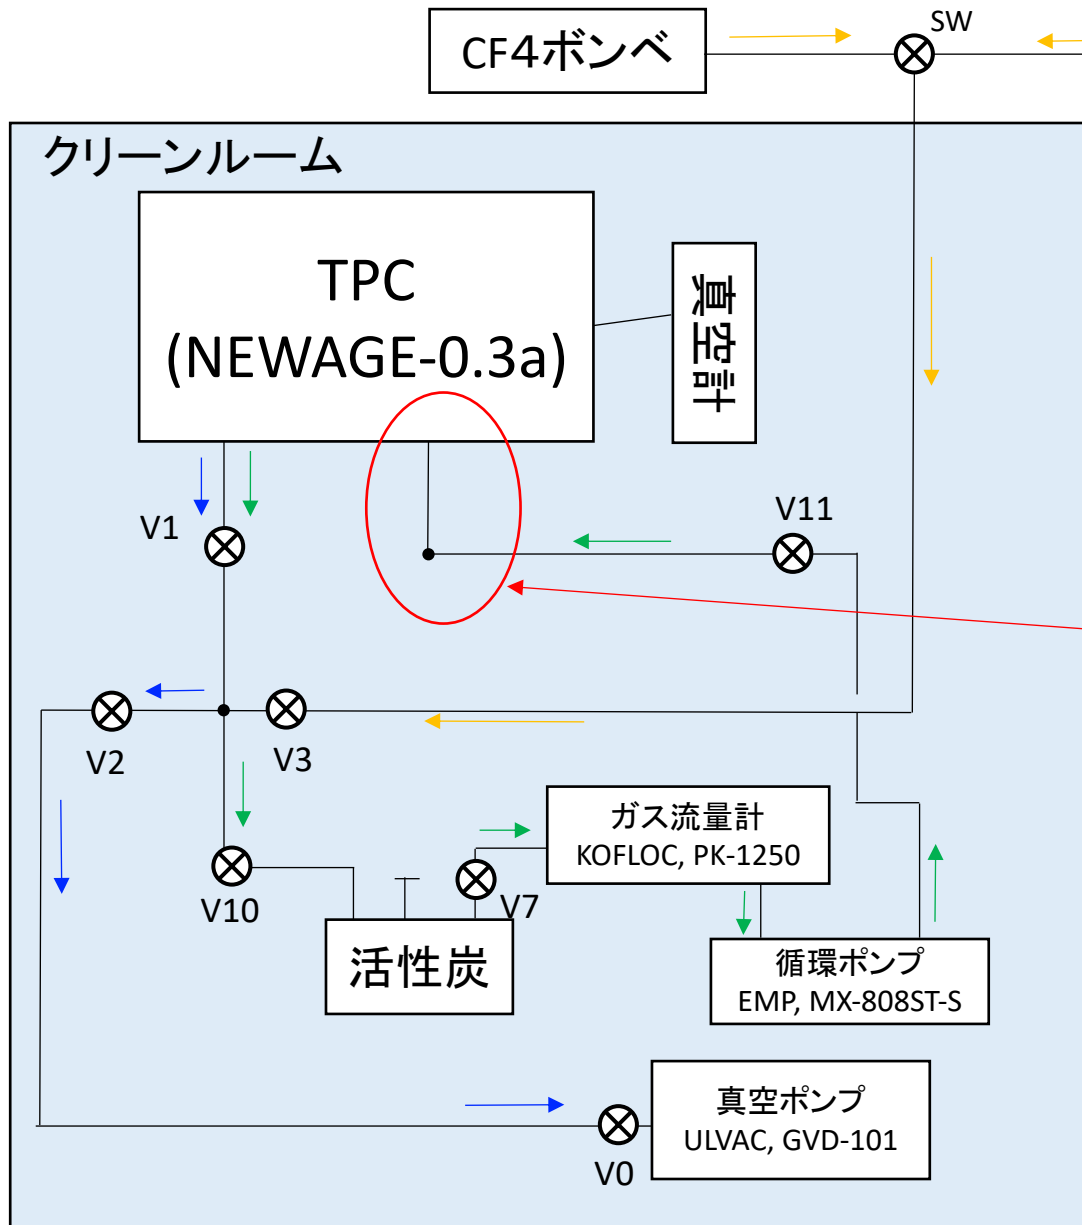 CF4ボンベ
SW
クリーンルーム
TPC
(NEWAGE-0.3a)
真空計
V1
V11
V2
V3
ガス流量計
KOFLOC, PK-1250
V10
V7
活性炭
循環ポンプ
EMP, MX-808ST-S
真空ポンプ
ULVAC, GVD-101
V0